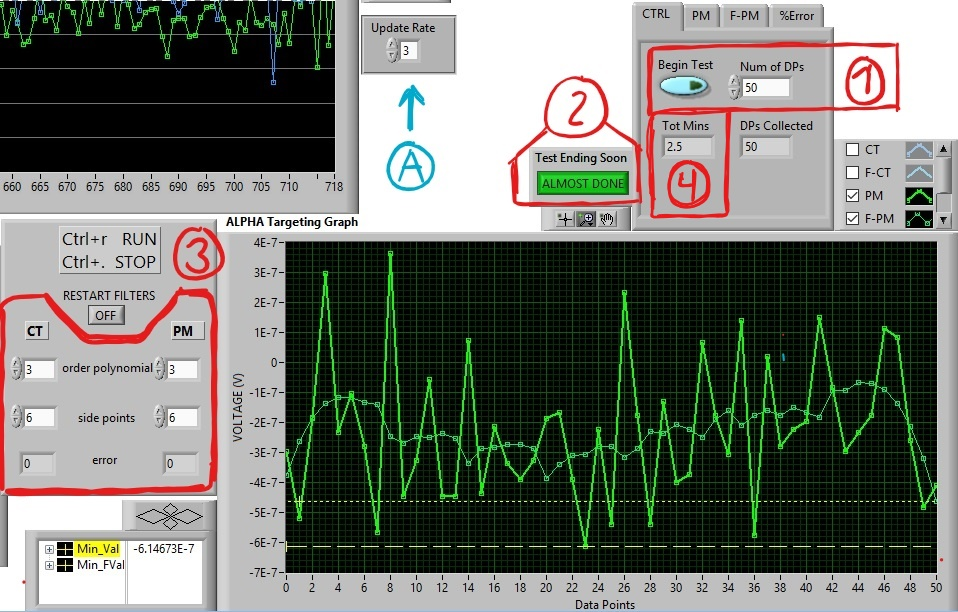 Update Rate
3
A
660 665 670 675 680 685 690 695 700 705 710 718
CTRL PM F-PM %Error
Begin Test Num of DPs
50
1
2
Tot Mins DPs Collected
2.5 50
4
Test Ending Soon
ALMOST DONE
CT
F-CT
PM
F-PM
Ctrl+r RUN
Ctrl+. STOP
3
RESTART FILTERS
OFF
CT PM
3 order polynomial 3
6 side points 6
0 error 0
Min_Val -6.14673E-7
Min_FVal
ALPHA Targeting Graph
VOLTAGE (V)
4E-7
3E-7
2E-7
1E-7
0
-1E-7
-2E-7
-3E-7
-4E-7
-5E-7
-6E-7
-7E-7
0 2 4 6 8 10 12 14 16 18 20 22 24 26 28 30 32 34 36 38 40 42 44 46 48 50
Data Points